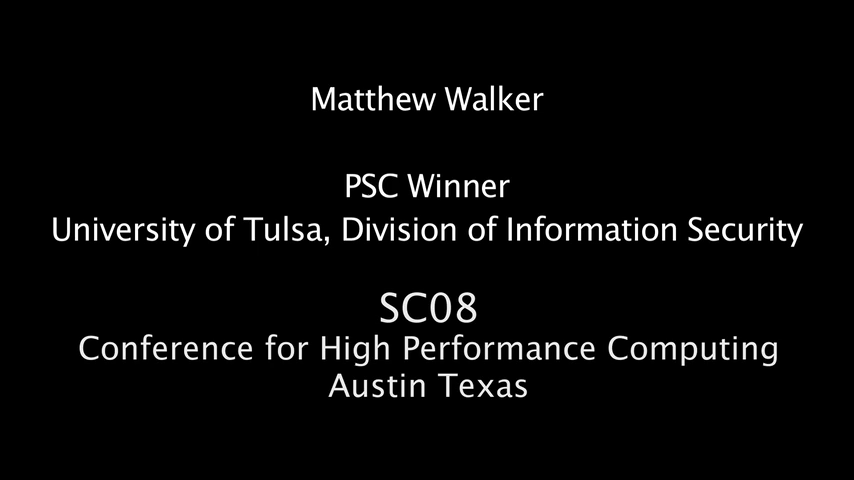 Matthew Walker
PSC Winner
University of Tulsa, Division of Information Security
SC08
Conference for High Performance Computing
Austin Texas